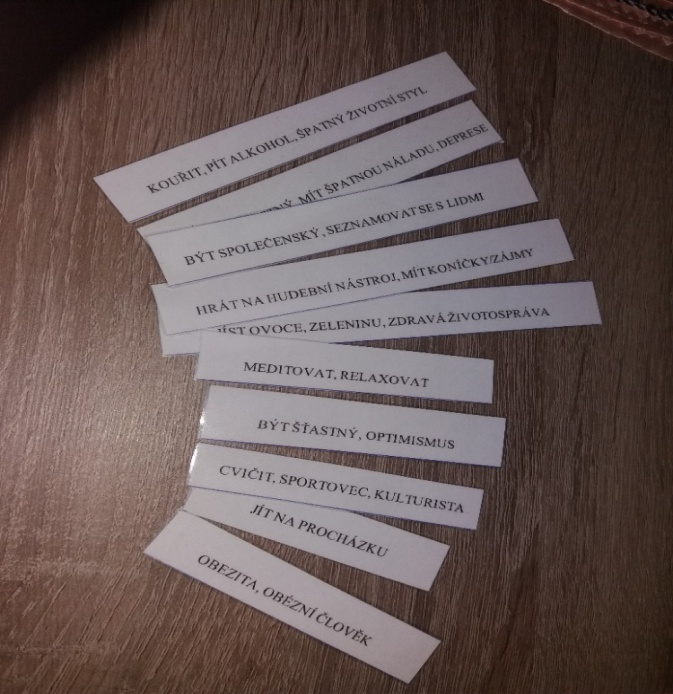 KOUŘIT, PÍT ALKOHOL, ŠPATNÝ ŽIVOTNÍ STYL
MÍT ŠPATNOU NÁLADU, DEPRESE
BÝT SPOLEČENSKÝ, SEZNAMOVAT SE S LIDMI
HRÁT NA HUDEBNÍ NÁSTROJ, MÍT KONÍČKY/ZÁJMY
JÍST OVOCE, ZELENINU, ZDRAVÁ ŽIVOTOSPRÁVA
MEDITOVAT, RELAXOVAT
BÝT ŠŤASTNÝ, OPTIMISMUS
CVIČIT, SPORTOVEC, KULTURISTA
JÍT NA PROCHÁZKU
OBEZITA, OBÉZNÍ ČLOVĚK